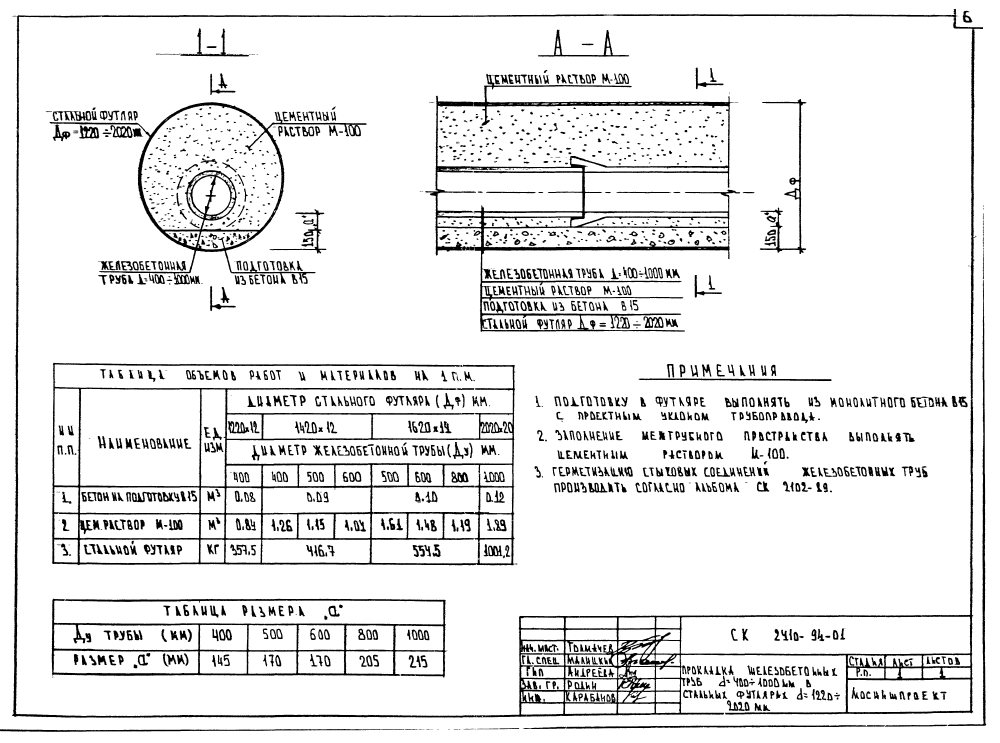 6
1-1
А
СТАЛЬНОЙ ФУТЛЯР
Дф = 1220 ÷ 2020 мм
ЦЕМЕНТНЫЙ
РАСТВОР М-100
150
"а"
ЖЕЛЕЗОБЕТОННАЯ
ТРУБА Д=400÷1000мм.
ПОДГОТОВКА
ИЗ БЕТОНА В15
А
А - А
ЦЕМЕНТНЫЙ РАСТВОР М-100
1
Дф
150
"а"
ЖЕЛЕЗОБЕТОННАЯ ТРУБА Д=400÷1000 ММ
ЦЕМЕНТНЫЙ РАСТВОР М-100
ПОДГОТОВКА ИЗ БЕТОНА В 15
СТАЛЬНОЙ ФУТЛЯР Дф = 1220 ÷ 2020 мм
1
ТАБЛИЦА ОБЪЕМОВ РАБОТ И МАТЕРИАЛОВ НА 1 П.М.
НН П.П. НАИМЕНОВАНИЕ ЕД. ИЗМ ДИАМЕТР СТАЛЬНОГО ФУТЛЯРА (Дф) ММ.
1220х12 1420х12 1620х12 2020х20
ДИАМЕТР ЖЕЛЕЗОБЕТОННОЙ ТРУБЫ (Ду) ММ.
400 400 500 600 500 600 800 1000
1. БЕТОН НА ПОДГОТОВКУ В15 М³ 0.08 0.09 0.10 0.12
2 ЦЕМ.РАСТВОР М-100 М³ 0.84 1.26 1.15 1.01 1.61 1.48 1.19 1.89
3. СТАЛЬНОЙ ФУТЛЯР КГ 357.5 416.7 554.5 1001,2
ТАБЛИЦА РАЗМЕРА "а"
Ду ТРУБЫ (ММ) 400 500 600 800 1000
РАЗМЕР "а" (ММ) 145 170 170 205 215
ПРИМЕЧАНИЯ
1. ПОДГОТОВКУ В ФУТЛЯРЕ ВЫПОЛНЯТЬ ИЗ МОНОЛИТНОГО БЕТОНА В15
С ПРОЕКТНЫМ УКЛОНОМ ТРУБОПРОВОДА.
2. ЗАПОЛНЕНИЕ МЕЖТРУБНОГО ПРОСТРАНСТВА ВЫПОЛНЯТЬ
ЦЕМЕНТНЫМ РАСТВОРОМ М-100.
3. ГЕРМЕТИЗАЦИЮ СТЫКОВЫХ СОЕДИНЕНИЙ ЖЕЛЕЗОБЕТОННЫХ ТРУБ
ПРОИЗВОДИТЬ СОГЛАСНО АЛЬБОМА СК 2102-89.
СК 2410-94-01
НАЧ. МАСТ. ТОЛМАЧЕВ
ГЛ. СПЕЦ. МАЛИЦКИЙ
ГИП АНДРЕЕВА
ЗАВ. ГР. РОДИН
ИНЖ. КАРАБАНОВ
ПРОКЛАДКА ЖЕЛЕЗОБЕТОННЫХ
ТРУБ d=400÷1000мм В
СТАЛЬНЫХ ФУТЛЯРАХ d=1220÷
2020 мм
СТАДИЯ ЛИСТ ЛИСТОВ
Р.п. 1 1
МОСИНЖПРОЕКТ